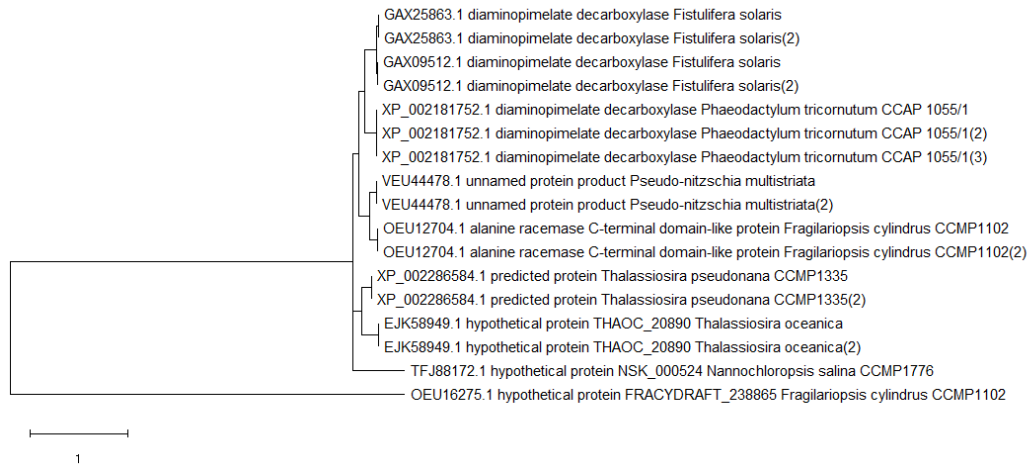 GAX25863.1 diaminopimelate decarboxylase Fistulifera solaris
GAX25863.1 diaminopimelate decarboxylase Fistulifera solaris(2)
GAX09512.1 diaminopimelate decarboxylase Fistulifera solaris
GAX09512.1 diaminopimelate decarboxylase Fistulifera solaris(2)
XP_002181752.1 diaminopimelate decarboxylase Phaeodactylum tricornutum CCAP 1055/1
XP_002181752.1 diaminopimelate decarboxylase Phaeodactylum tricornutum CCAP 1055/1(2)
XP_002181752.1 diaminopimelate decarboxylase Phaeodactylum tricornutum CCAP 1055/1(3)
VEU44478.1 unnamed protein product Pseudo-nitzschia multistriata
VEU44478.1 unnamed protein product Pseudo-nitzschia multistriata(2)
OEU12704.1 alanine racemase C-terminal domain-like protein Fragilariopsis cylindrus CCMP1102
OEU12704.1 alanine racemase C-terminal domain-like protein Fragilariopsis cylindrus CCMP1102(2)
XP_002286584.1 predicted protein Thalassiosira pseudonana CCMP1335
XP_002286584.1 predicted protein Thalassiosira pseudonana CCMP1335(2)
EJK58949.1 hypothetical protein THAOC_20890 Thalassiosira oceanica
EJK58949.1 hypothetical protein THAOC_20890 Thalassiosira oceanica(2)
TFJ88172.1 hypothetical protein NSK_000524 Nannochloropsis salina CCMP1776
OEU16275.1 hypothetical protein FRACYDRAFT_238865 Fragilariopsis cylindrus CCMP1102
1